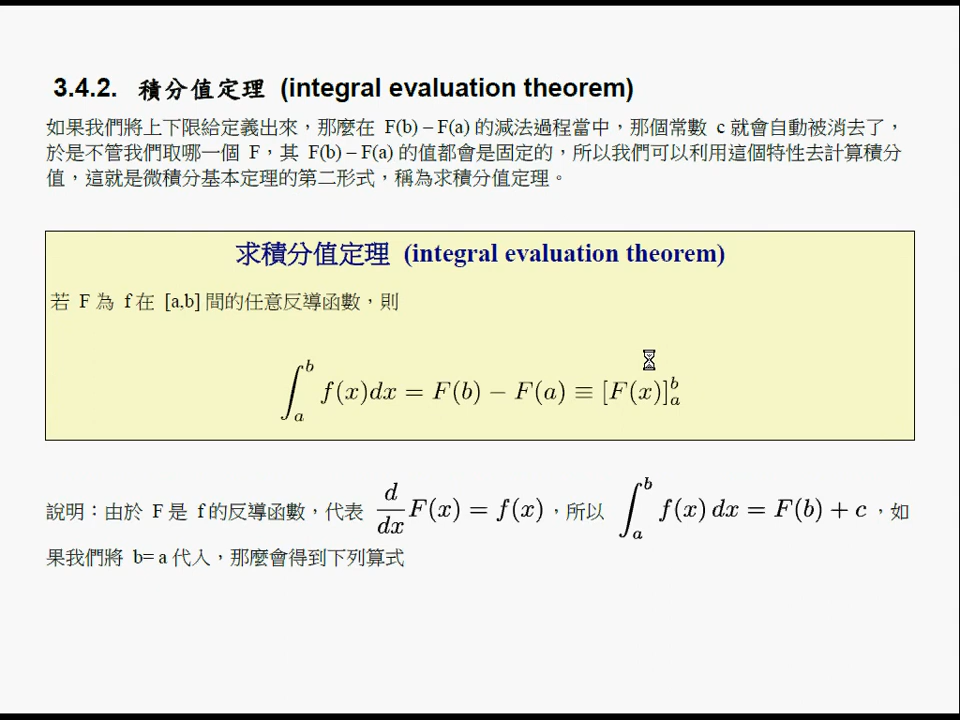 3.4.2. 積分值定理 (integral evaluation theorem)
如果我們將上下限給定義出來，那麼在 F(b) – F(a) 的減法過程當中，那個常數 c 就會自動被消去了，
於是不管我們取哪一個 F，其 F(b) – F(a) 的值都會是固定的，所以我們可以利用這個特性去計算積分
值，這就是微積分基本定理的第二形式，稱為求積分值定理。
求積分值定理 (integral evaluation theorem)
若 F 為 f 在 [a,b] 間的任意反導函數，則
∫_a^b f(x)dx = F(b) − F(a) ≡ [F(x)]_a^b
說明：由於 F 是 f 的反導函數，代表 d/dx F(x) = f(x)，所以 ∫_a^b f(x) dx = F(b) + c，如
果我們將 b= a 代入，那麼會得到下列算式